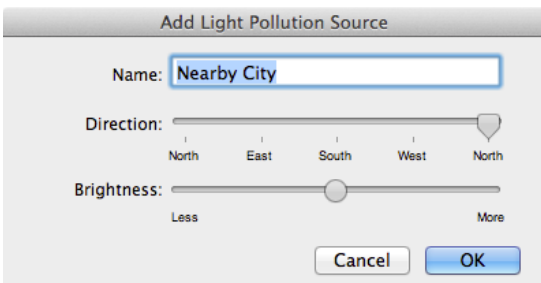 Add Light Pollution Source
Name: Nearby City
Direction:
North East South West North
Brightness:
Less More
Cancel OK